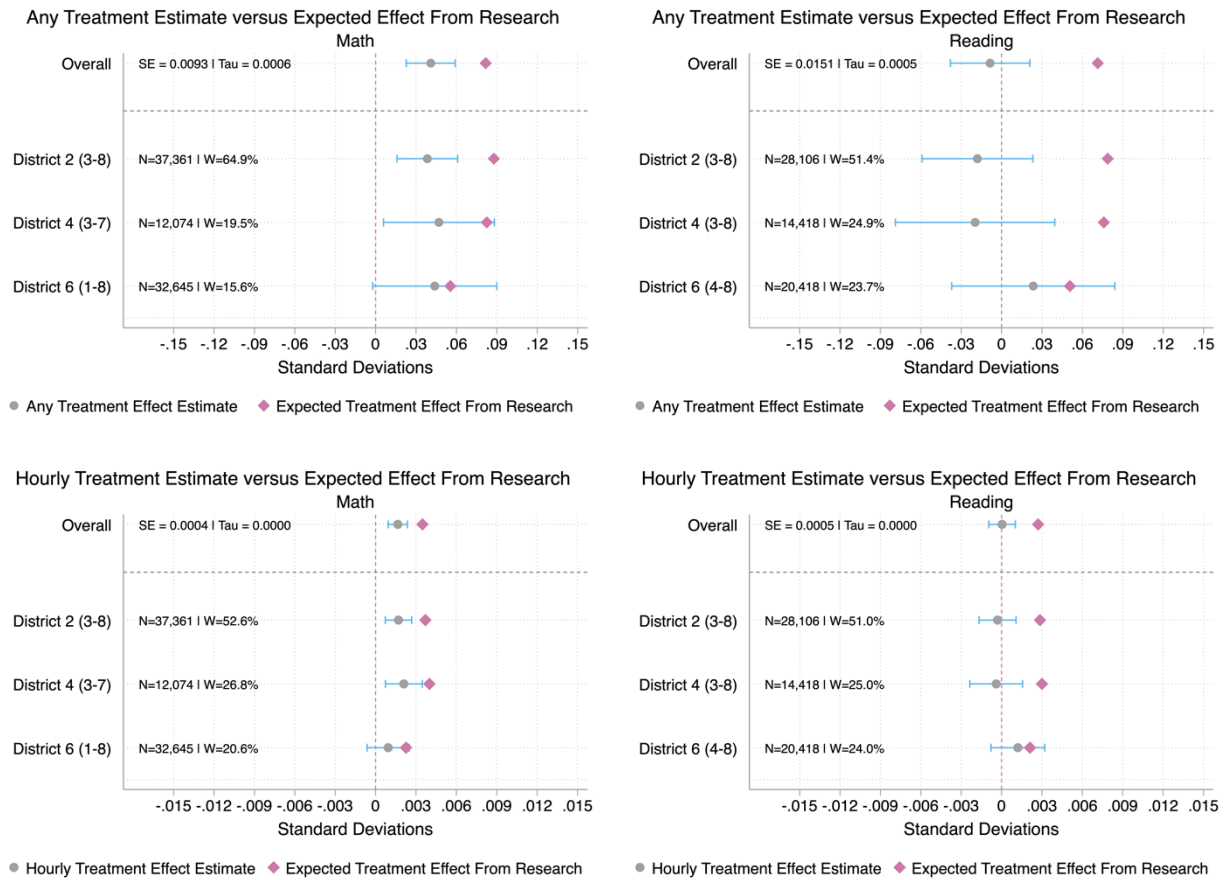 Any Treatment Estimate versus Expected Effect From Research
Math
Overall SE = 0.0093 | Tau = 0.0006
District 2 (3-8) N=37,361 | W=64.9%
District 4 (3-7) N=12,074 | W=19.5%
District 6 (1-8) N=32,645 | W=15.6%
-.15 -.12 -.09 -.06 -.03 0 .03 .06 .09 .12 .15
Standard Deviations
Any Treatment Effect Estimate Expected Treatment Effect From Research
Any Treatment Estimate versus Expected Effect From Research
Reading
Overall SE = 0.0151 | Tau = 0.0005
District 2 (3-8) N=28,106 | W=51.4%
District 4 (3-8) N=14,418 | W=24.9%
District 6 (4-8) N=20,418 | W=23.7%
-.15 -.12 -.09 -.06 -.03 0 .03 .06 .09 .12 .15
Standard Deviations
Any Treatment Effect Estimate Expected Treatment Effect From Research
Hourly Treatment Estimate versus Expected Effect From Research
Math
Overall SE = 0.0004 | Tau = 0.0000
District 2 (3-8) N=37,361 | W=52.6%
District 4 (3-7) N=12,074 | W=26.8%
District 6 (1-8) N=32,645 | W=20.6%
-.015 -.012 -.009 -.006 -.003 0 .003 .006 .009 .012 .015
Standard Deviations
Hourly Treatment Effect Estimate Expected Treatment Effect From Research
Hourly Treatment Estimate versus Expected Effect From Research
Reading
Overall SE = 0.0005 | Tau = 0.0000
District 2 (3-8) N=28,106 | W=51.0%
District 4 (3-8) N=14,418 | W=25.0%
District 6 (4-8) N=20,418 | W=24.0%
-.015 -.012 -.009 -.006 -.003 0 .003 .006 .009 .012 .015
Standard Deviations
Hourly Treatment Effect Estimate Expected Treatment Effect From Research